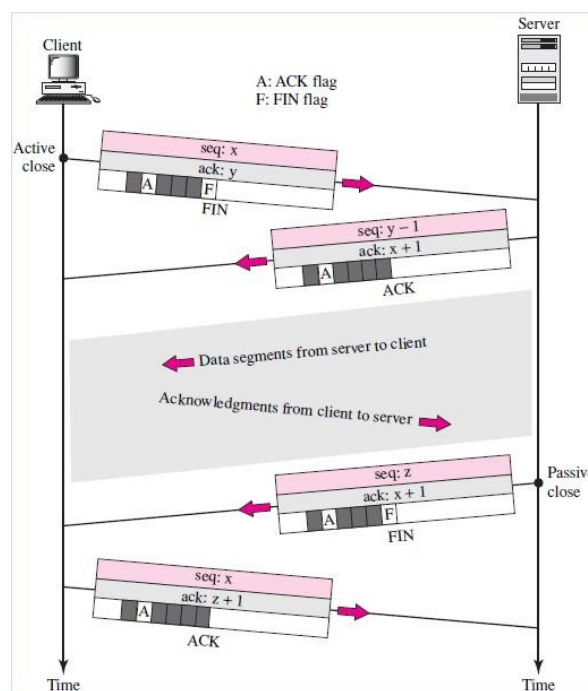 Client
Server
A: ACK flag
F: FIN flag
Active
close
seq: x
ack: y
A F
FIN
seq: y − 1
ack: x + 1
A
ACK
Data segments from server to client
Acknowledgments from client to server
Passive
close
seq: z
ack: x + 1
A F
FIN
seq: x
ack: z + 1
A
ACK
Time
Time